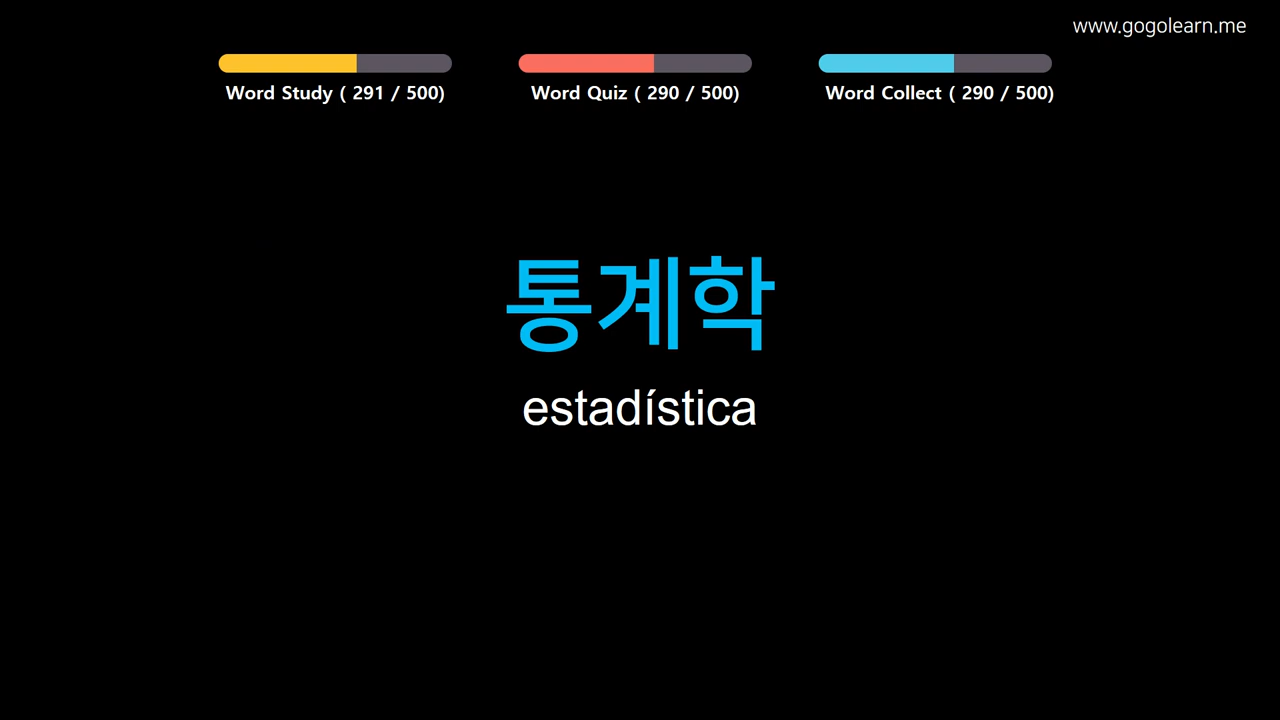 www.gogolearn.me
Word Study ( 291 / 500)
Word Quiz ( 290 / 500)
Word Collect ( 290 / 500)
통계학
estadística